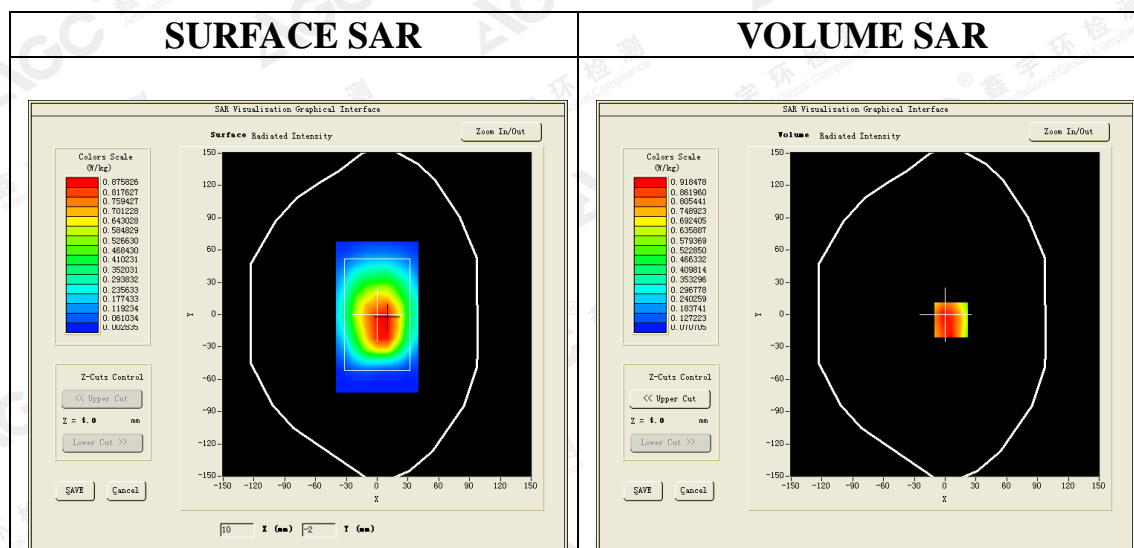 SURFACE SAR
VOLUME SAR
SAR Visualisation Graphical Interface
Surface Radiated Intensity
Zoom In/Out
Colors Scale
(W/kg)
0.875826
0.817627
0.759427
0.701228
0.643028
0.584829
0.526630
0.468430
0.410231
0.352031
0.293832
0.235633
0.177433
0.119234
0.061034
0.002835
Z-Cuts Control
<< Upper Cut
Z = 4.0 mm
Lower Cut >>
SAVE Cancel
150
120
90
60
30
0
-30
-60
-90
-120
-150
Y
-150 -120 -90 -60 -30 0 30 60 90 120 150
X
10 X (mm) -2 Y (mm)
SAR Visualisation Graphical Interface
Volume Radiated Intensity
Zoom In/Out
Colors Scale
(W/kg)
0.918478
0.861960
0.805441
0.748923
0.692405
0.635887
0.579369
0.522850
0.466332
0.409814
0.353296
0.296778
0.240259
0.183741
0.127223
0.070705
Z-Cuts Control
<< Upper Cut
Z = 4.0 mm
Lower Cut >>
SAVE Cancel
150
120
90
60
30
0
-30
-60
-90
-120
-150
Y
-150 -120 -90 -60 -30 0 30 60 90 120 150
X